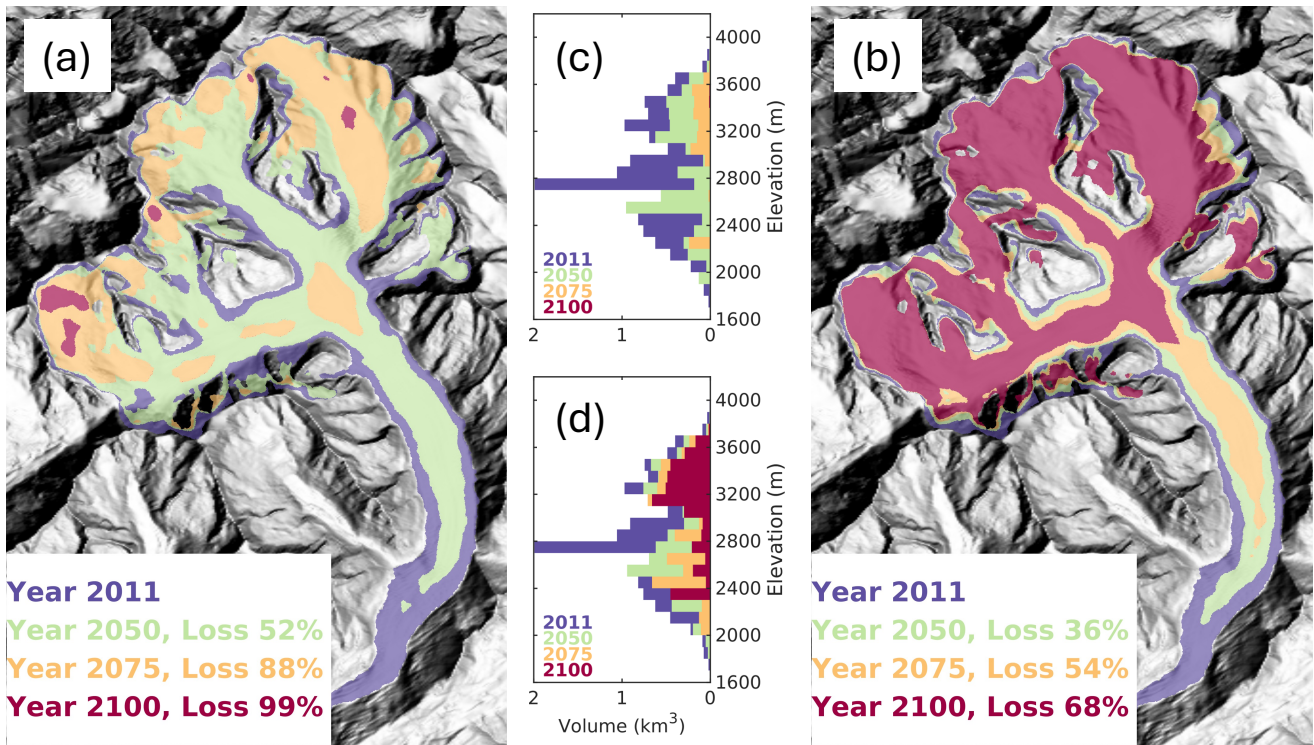 (a)
Year 2011
Year 2050, Loss 52%
Year 2075, Loss 88%
Year 2100, Loss 99%
(c)
4000
3600
3200
2800
2400
2000
1600
Elevation (m)
2011
2050
2075
2100
2
1
0
(d)
4000
3600
3200
2800
2400
2000
1600
Elevation (m)
2011
2050
2075
2100
2
1
0
Volume (km³)
(b)
Year 2011
Year 2050, Loss 36%
Year 2075, Loss 54%
Year 2100, Loss 68%